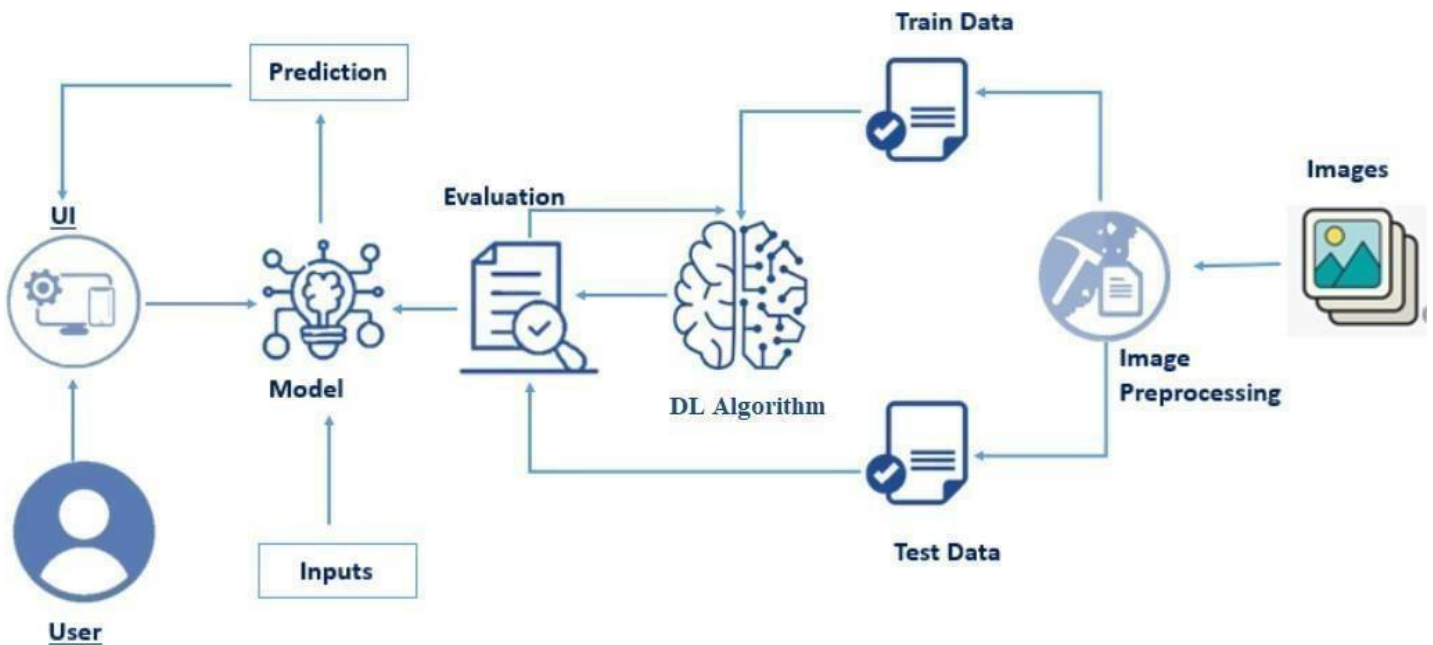 Train Data
Prediction
Images
Evaluation
UI
Image
Preprocessing
Model
DL Algorithm
Test Data
Inputs
User